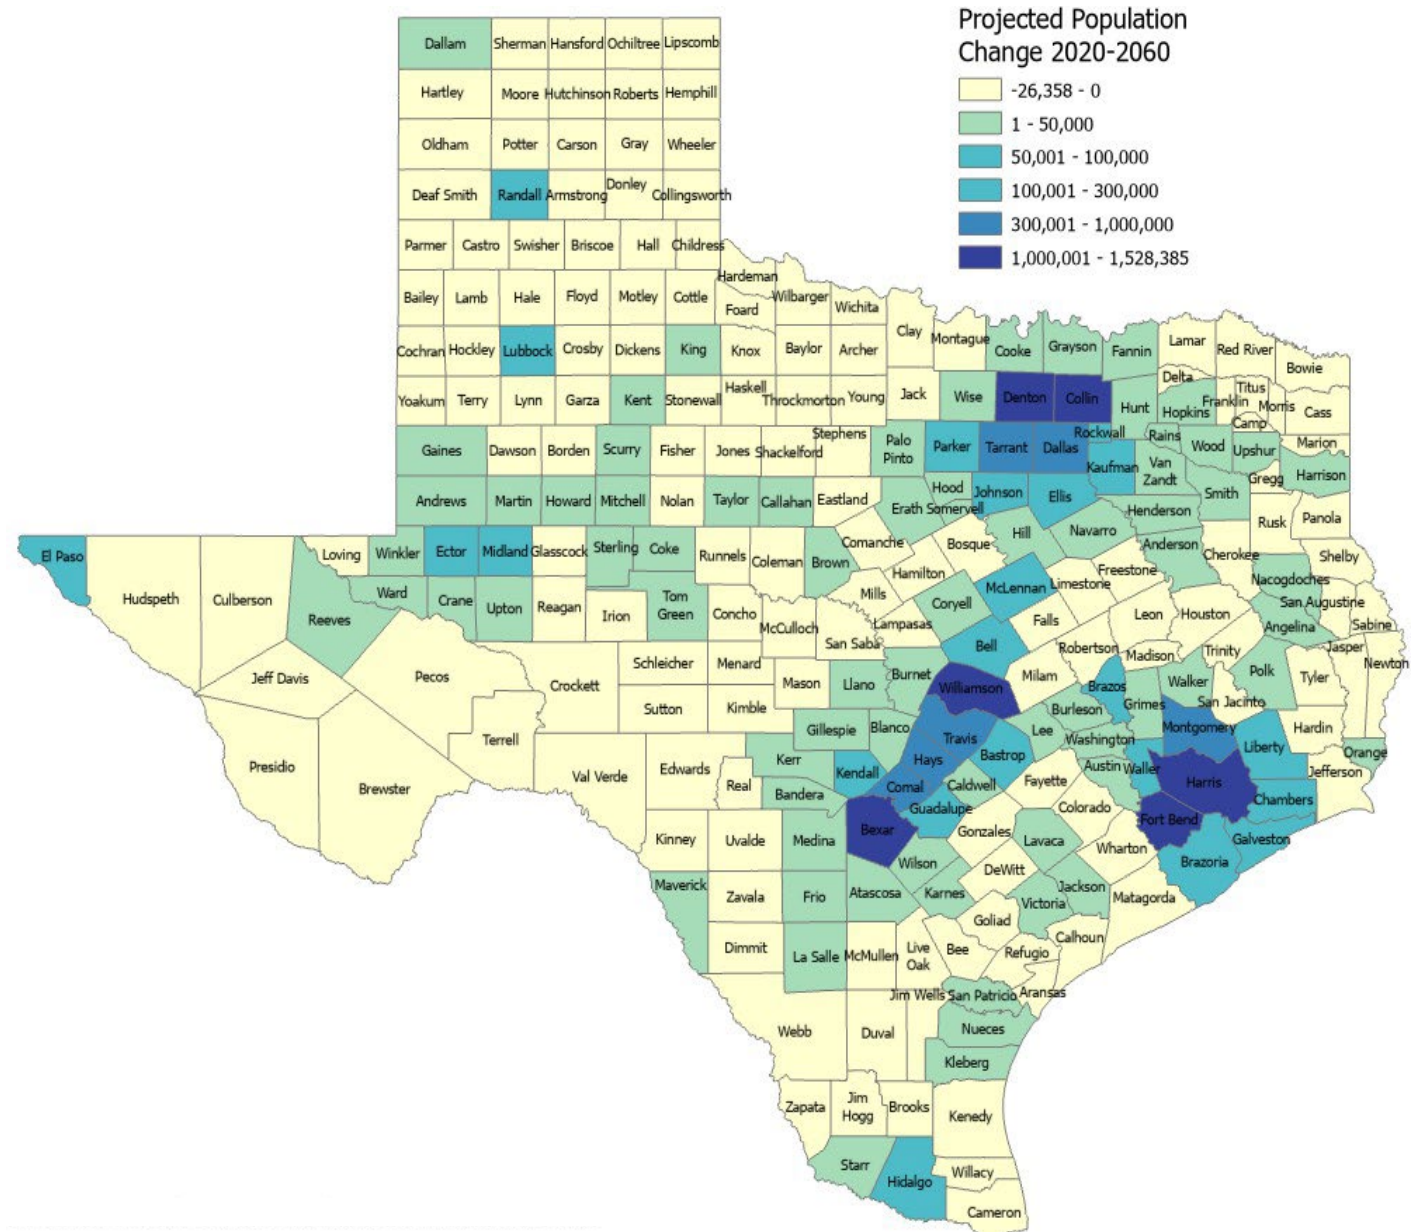 Projected Population
Change 2020-2060
-26,358 - 0
1 - 50,000
50,001 - 100,000
100,001 - 300,000
300,001 - 1,000,000
1,000,001 - 1,528,385
Dallam Sherman Hansford Ochiltree Lipscomb
Hartley Moore Hutchinson Roberts Hemphill
Oldham Potter Carson Gray Wheeler
Deaf Smith Randall Armstrong Donley Collingsworth
Parmer Castro Swisher Briscoe Hall Childress
Hardeman
Bailey Lamb Hale Floyd Motley Cottle Foard Wilbarger Wichita
Clay Montague Cooke Grayson Fannin Lamar Red River Bowie
Cochran Hockley Lubbock Crosby Dickens King Knox Baylor Archer
Delta Titus Franklin Morris Cass
Yoakum Terry Lynn Garza Kent Stonewall Haskell Throckmorton Young Jack Wise Denton Collin Hunt Hopkins Camp
Rockwall Rains Wood Upshur Marion
Gaines Dawson Borden Scurry Fisher Jones Shackelford Stephens Palo
Pinto Parker Tarrant Dallas Kaufman Van
Zandt Smith Gregg Harrison
Andrews Martin Howard Mitchell Nolan Taylor Callahan Eastland Erath Hood Somervell Johnson Ellis Henderson Rusk Panola
El Paso Hudspeth Culberson Reeves Loving Winkler Ector Midland Glasscock Sterling Coke Runnels Coleman Brown Comanche Hamilton Bosque Hill Navarro Anderson Cherokee Shelby
Ward Crane Upton Reagan Irion Tom
Green Concho McCulloch San Saba Mills Lampasas Coryell McLennan Limestone Freestone Nacogdoches San Augustine Sabine
Falls Leon Houston Angelina
Jeff Davis Pecos Crockett Schleicher Menard Mason Llano Burnet Bell Milam Robertson Madison Trinity Polk Tyler Jasper Newton
Sutton Kimble Williamson Brazos Grimes Walker San Jacinto Hardin
Presidio Brewster Terrell Val Verde Edwards Real Kerr Gillespie Blanco Travis Bastrop Lee Burleson Washington Montgomery Liberty Orange
Bandera Kendall Hays Comal Caldwell Fayette Austin Waller Harris Jefferson Chambers
Kinney Uvalde Medina Bexar Guadalupe Gonzales Colorado Fort Bend Galveston
Wilson Lavaca Wharton Brazoria
Maverick Zavala Frio Atascosa Karnes DeWitt Jackson Victoria Matagorda
Goliad Calhoun
Dimmit La Salle McMullen Live
Oak Bee Refugio
Jim Wells San Patricio Aransas
Webb Duval Nueces
Kleberg
Zapata Jim
Hogg Brooks Kenedy
Starr Hidalgo Willacy
Cameron